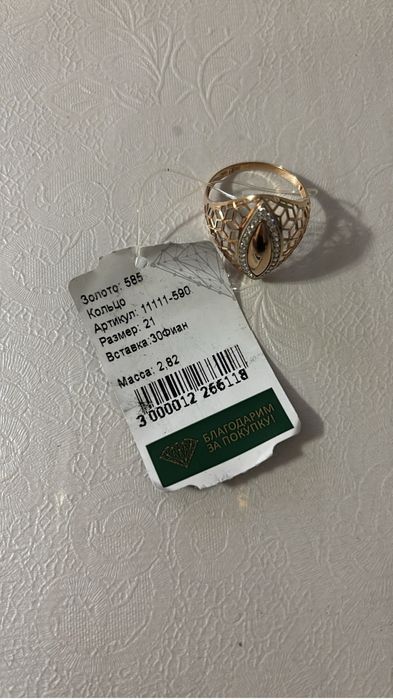 Золото: 585
Кольцо
Артикул: 11111-590
Размер: 21
Вставка:30Фиан
Масса: 2.82
3 000012 266118
БЛАГОДАРИМ
ЗА ПОКУПКУ!